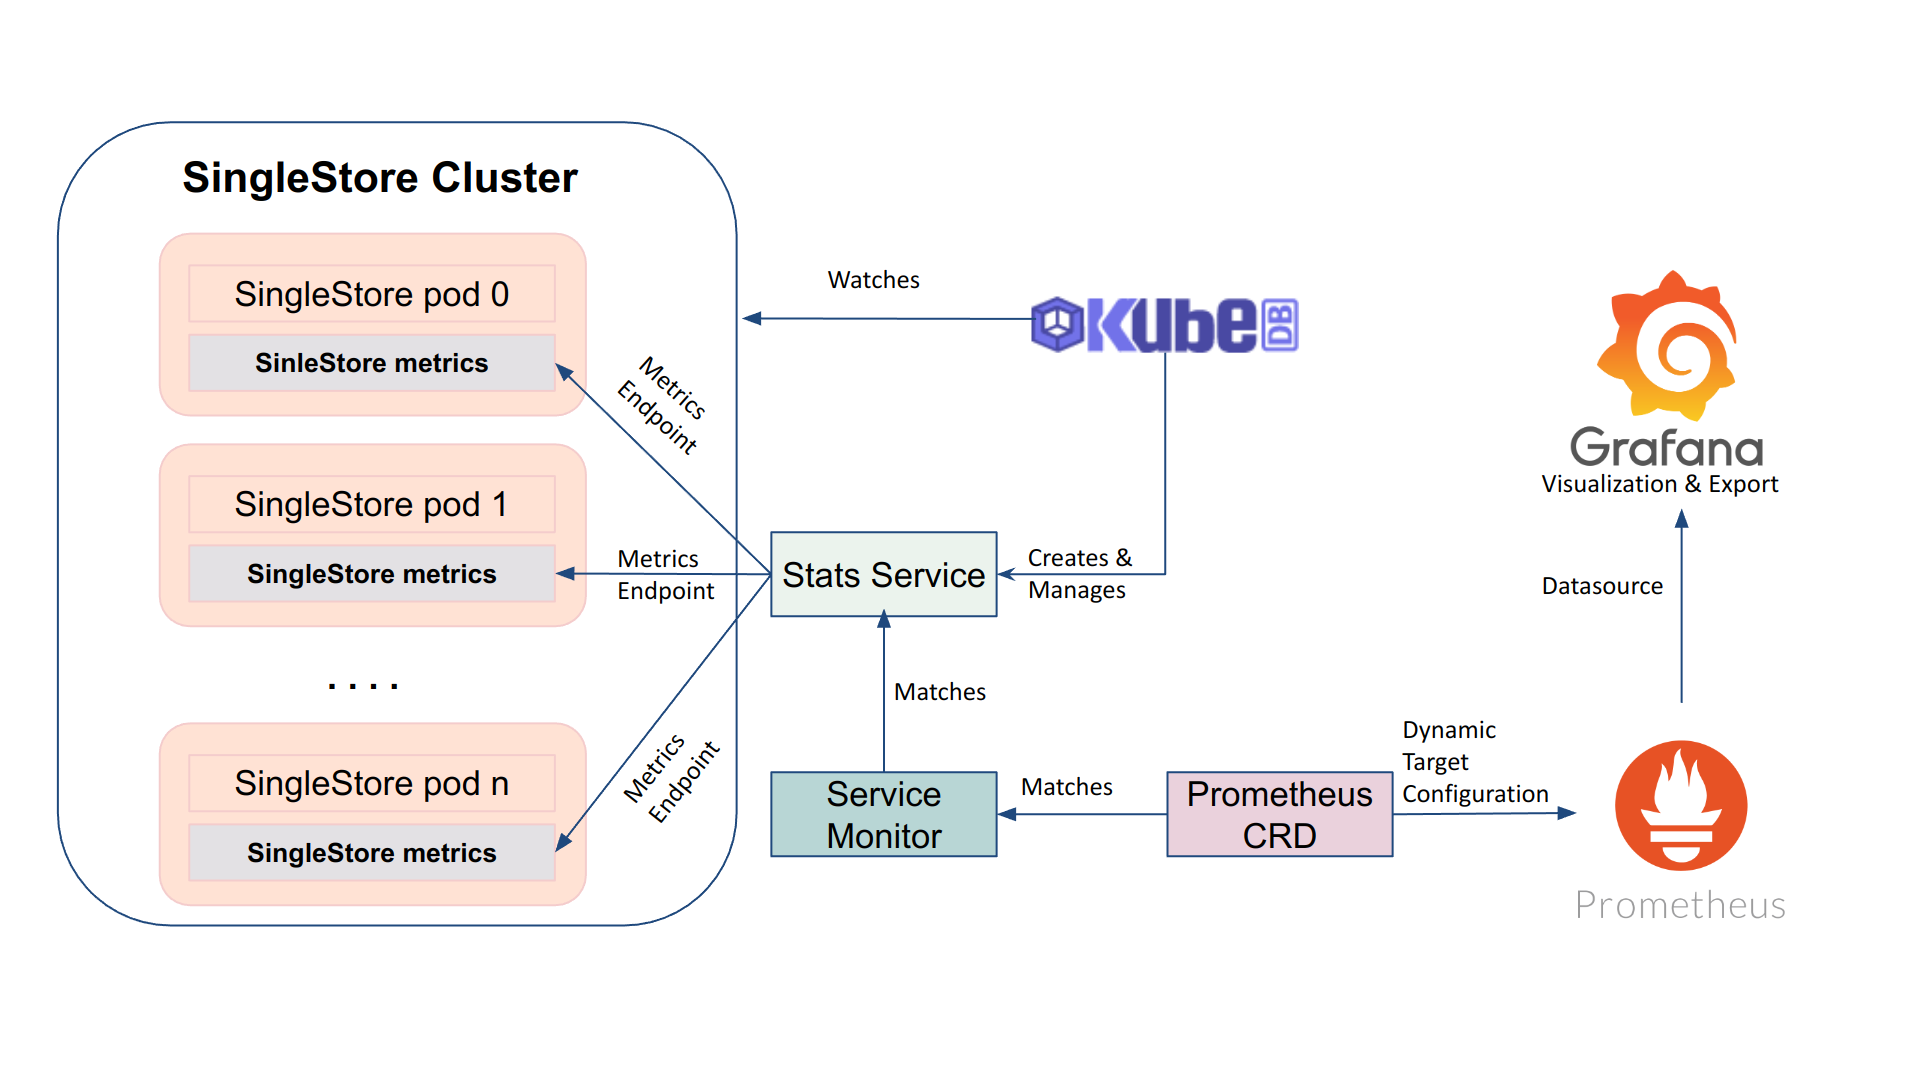 SingleStore Cluster
SingleStore pod 0
SinleStore metrics
SingleStore pod 1
SingleStore metrics
. . . .
SingleStore pod n
SingleStore metrics
Metrics
Endpoint
Metrics
Endpoint
Metrics
Endpoint
Watches
KubeDB
Stats Service
Creates &
Manages
Matches
Service
Monitor
Matches
Prometheus
CRD
Dynamic
Target
Configuration
Grafana
Visualization & Export
Datasource
Prometheus